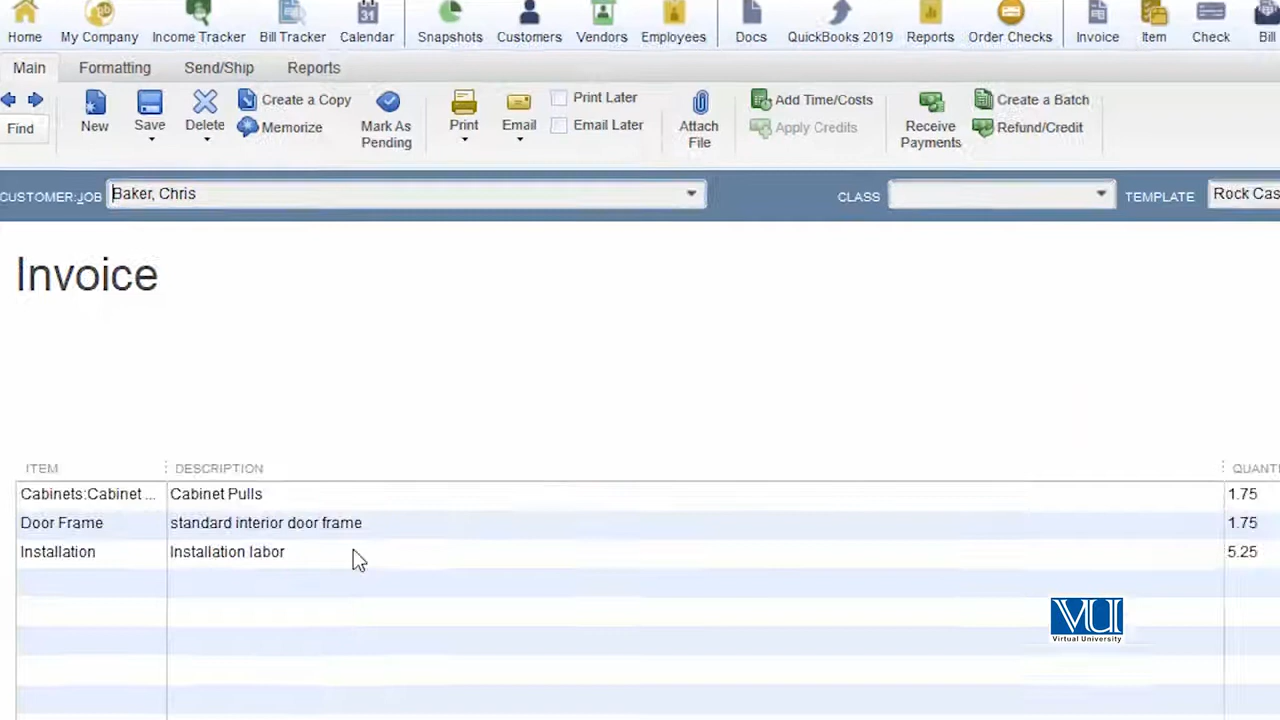 Home My Company Income Tracker Bill Tracker Calendar Snapshots Customers Vendors Employees Docs QuickBooks 2019 Reports Order Checks Invoice Item Check Bill
Main Formatting Send/Ship Reports
Find New Save Delete Create a Copy Memorize Mark As Pending Print Email Print Later Email Later Attach File Add Time/Costs Apply Credits Receive Payments Create a Batch Refund/Credit
CUSTOMER:JOB Baker, Chris CLASS TEMPLATE Rock Cas
Invoice
ITEM DESCRIPTION QUANTI
Cabinets:Cabinet ... Cabinet Pulls 1.75
Door Frame standard interior door frame 1.75
Installation Installation labor 5.25
VU
Virtual University